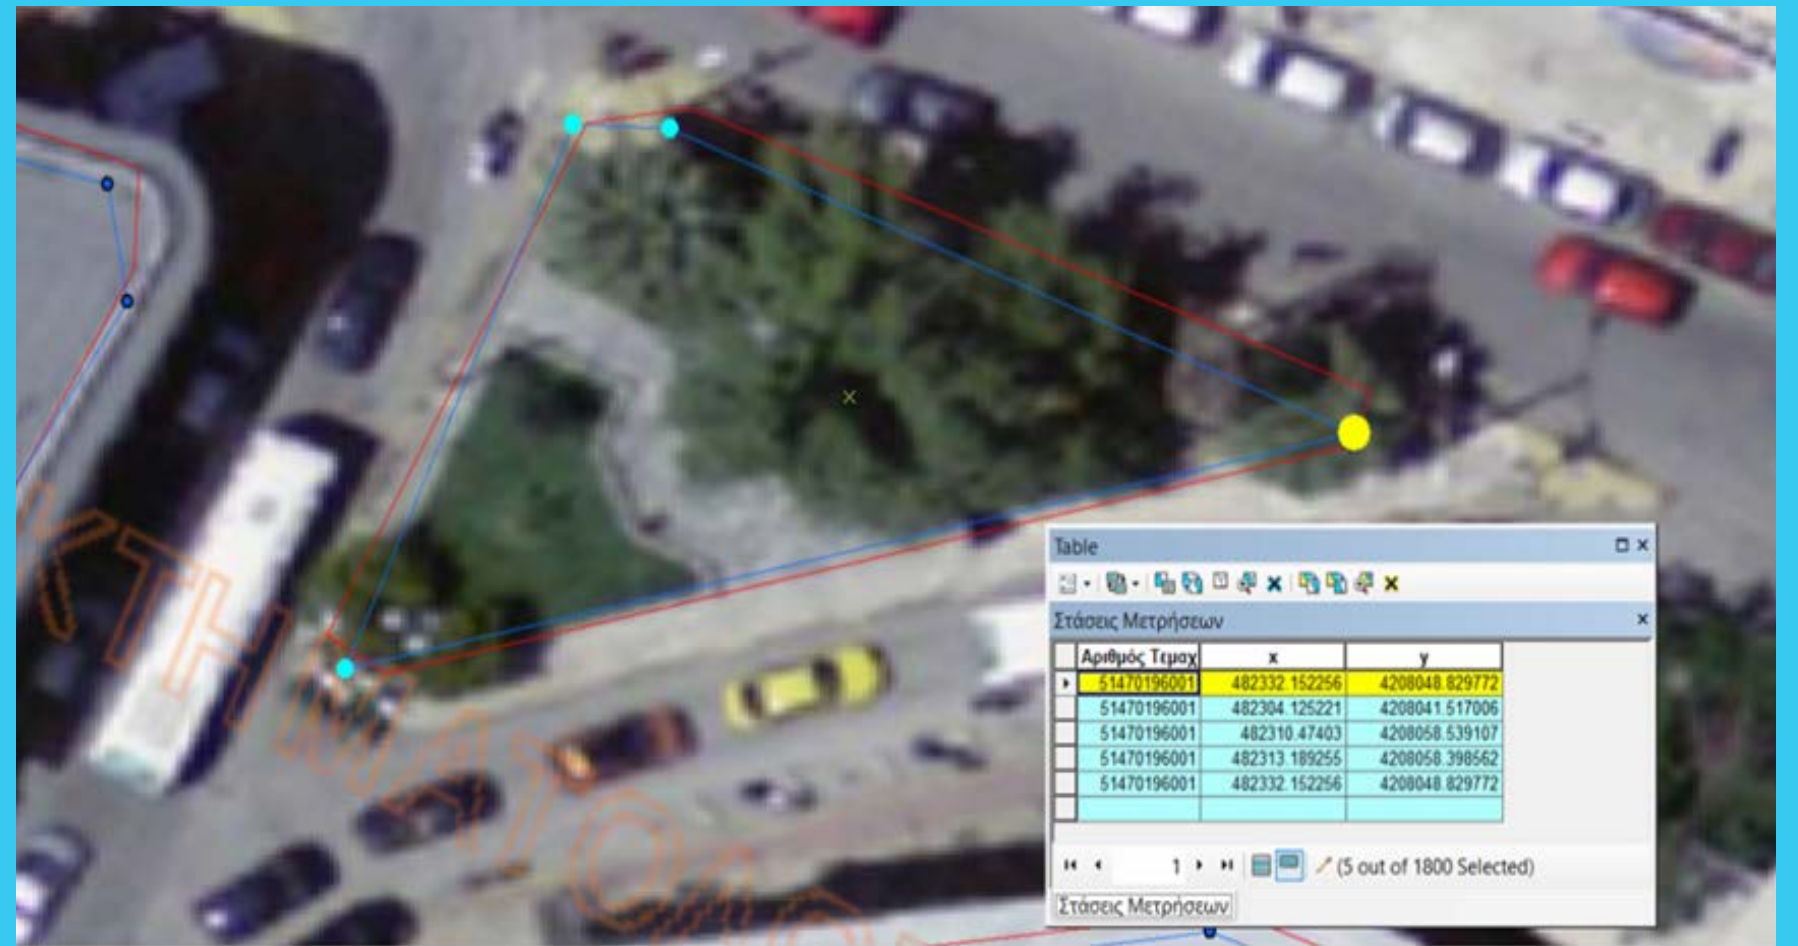 ΚΤΗΜΑΤΟΛΟ
Table
Στάσεις Μετρήσεων
Αριθμός Τεμαχ x y
51470196001 482332.152256 4208048.829772
51470196001 482304.125221 4208041.517006
51470196001 482310.47403 4208058.539107
51470196001 482313.189255 4208058.398562
51470196001 482332.152256 4208048.829772
1 (5 out of 1800 Selected)
Στάσεις Μετρήσεων